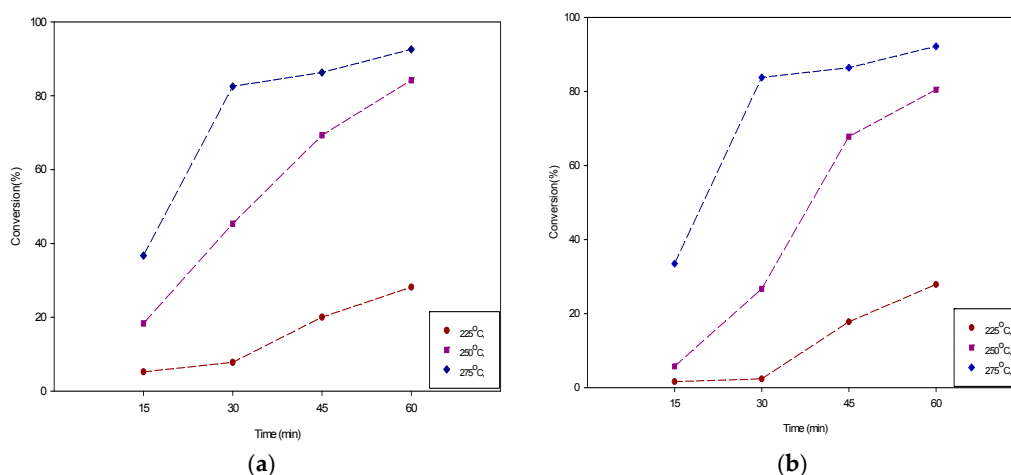 100
80
60
40
20
0
Conversion(%)
15 30 45 60
Time (min)
225°C,
250°C,
275°C,
(a)
100
80
60
40
20
0
Conversion(%)
15 30 45 60
Time (min)
225°C,
250°C,
275°C,
(b)